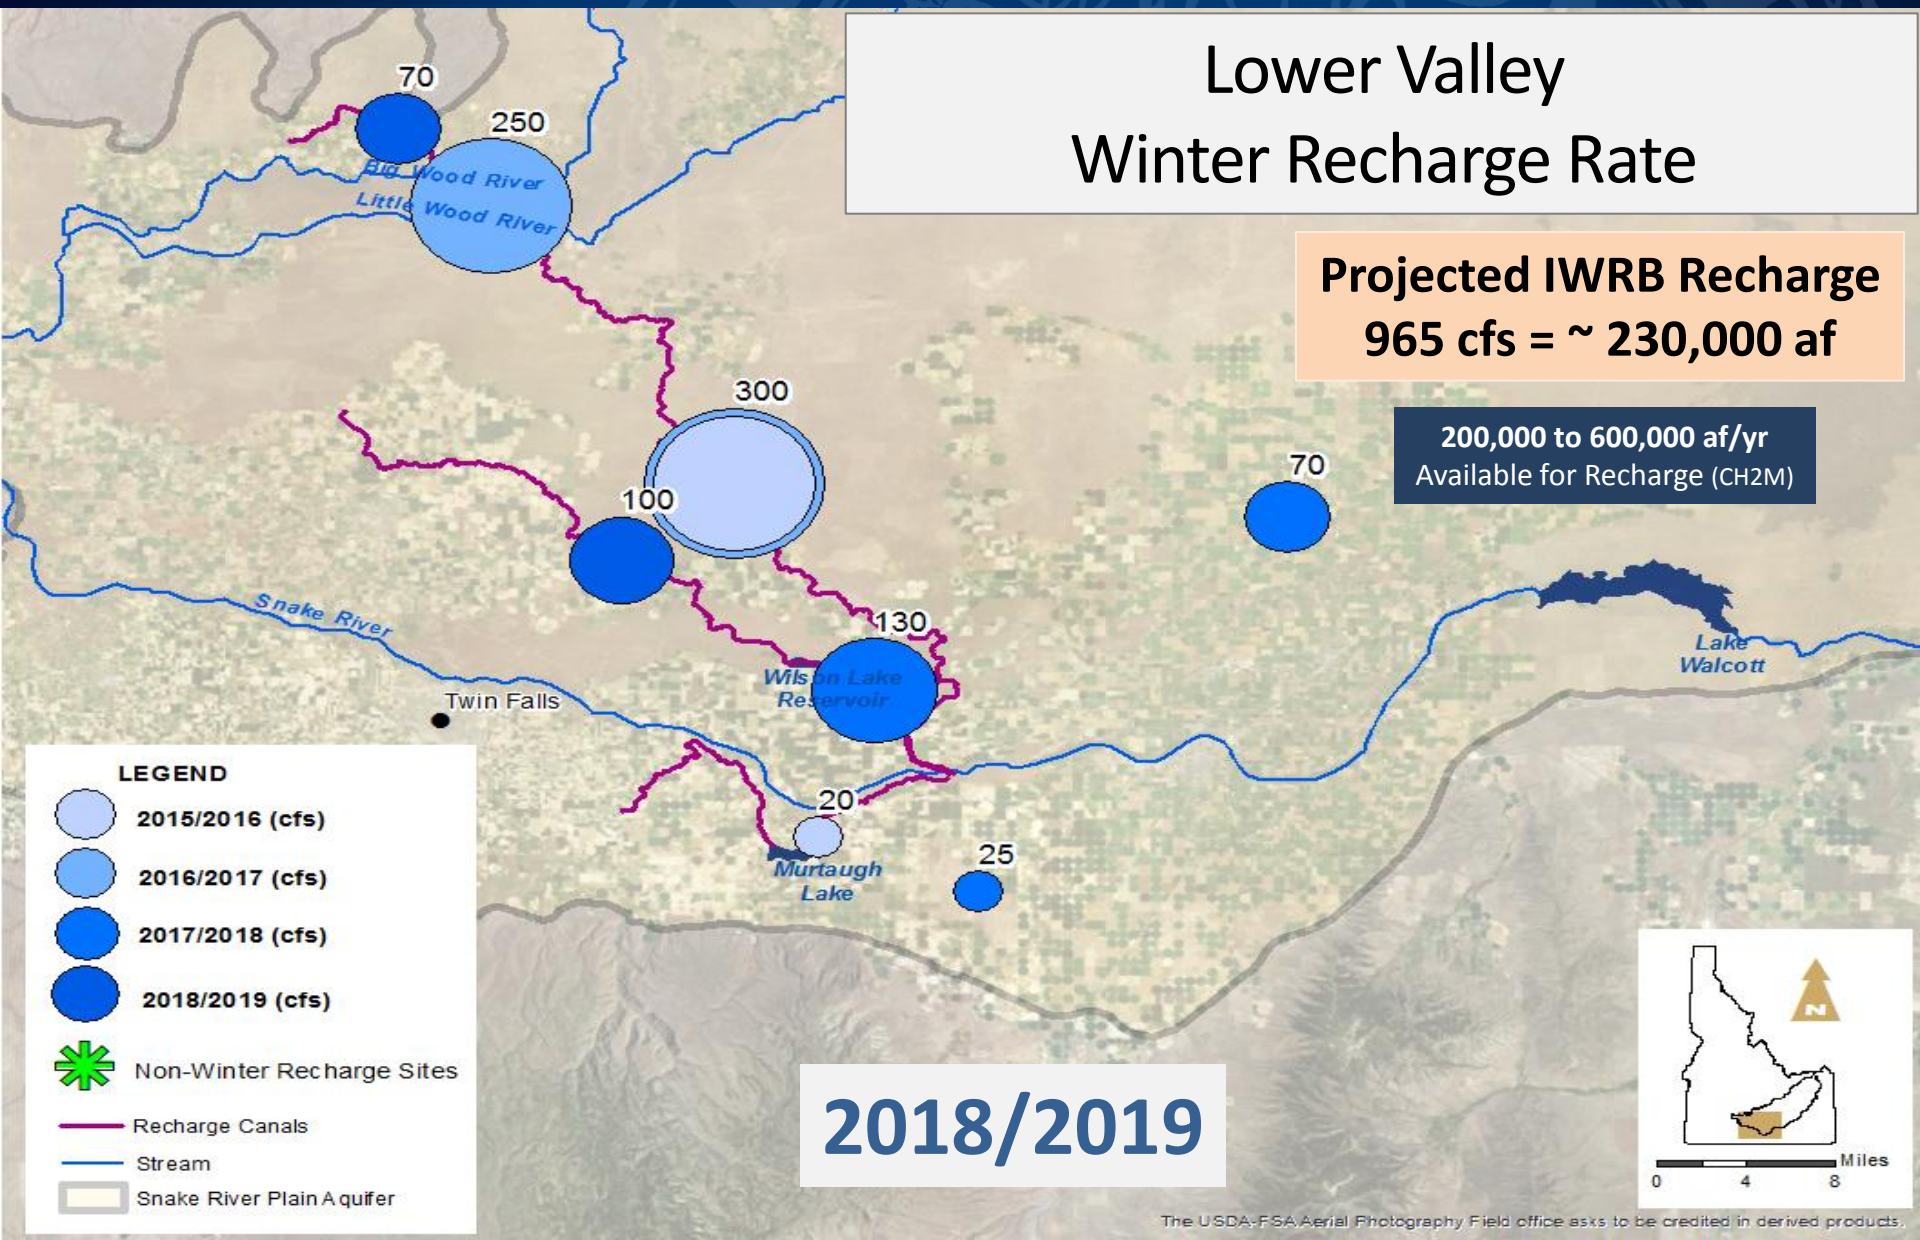 Lower Valley
Winter Recharge Rate
Projected IWRB Recharge
965 cfs = ~ 230,000 af
200,000 to 600,000 af/yr
Available for Recharge (CH2M)
70
250
Big Wood River
Little Wood River
300
100
70
130
Snake River
Wilson Lake
Reservoir
Lake
Walcott
Twin Falls
20
Murtaugh
Lake
25
LEGEND
2015/2016 (cfs)
2016/2017 (cfs)
2017/2018 (cfs)
2018/2019 (cfs)
Non-Winter Recharge Sites
Recharge Canals
Stream
Snake River Plain Aquifer
2018/2019
N
Miles
0 4 8
The USDA-FSA Aerial Photography Field office asks to be credited in derived products.